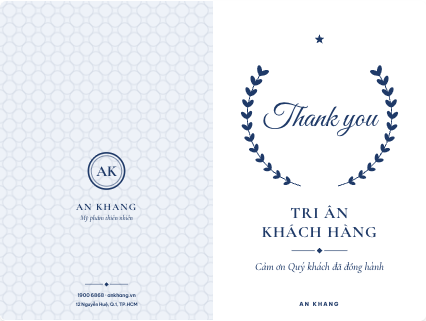 AK
AN KHANG
Mỹ phẩm thiên nhiên
1900 6868 · ankhang.vn
12 Nguyễn Huệ, Q.1, TP.HCM
Thank you
TRI ÂN
KHÁCH HÀNG
Cảm ơn Quý khách đã đồng hành
AN KHANG